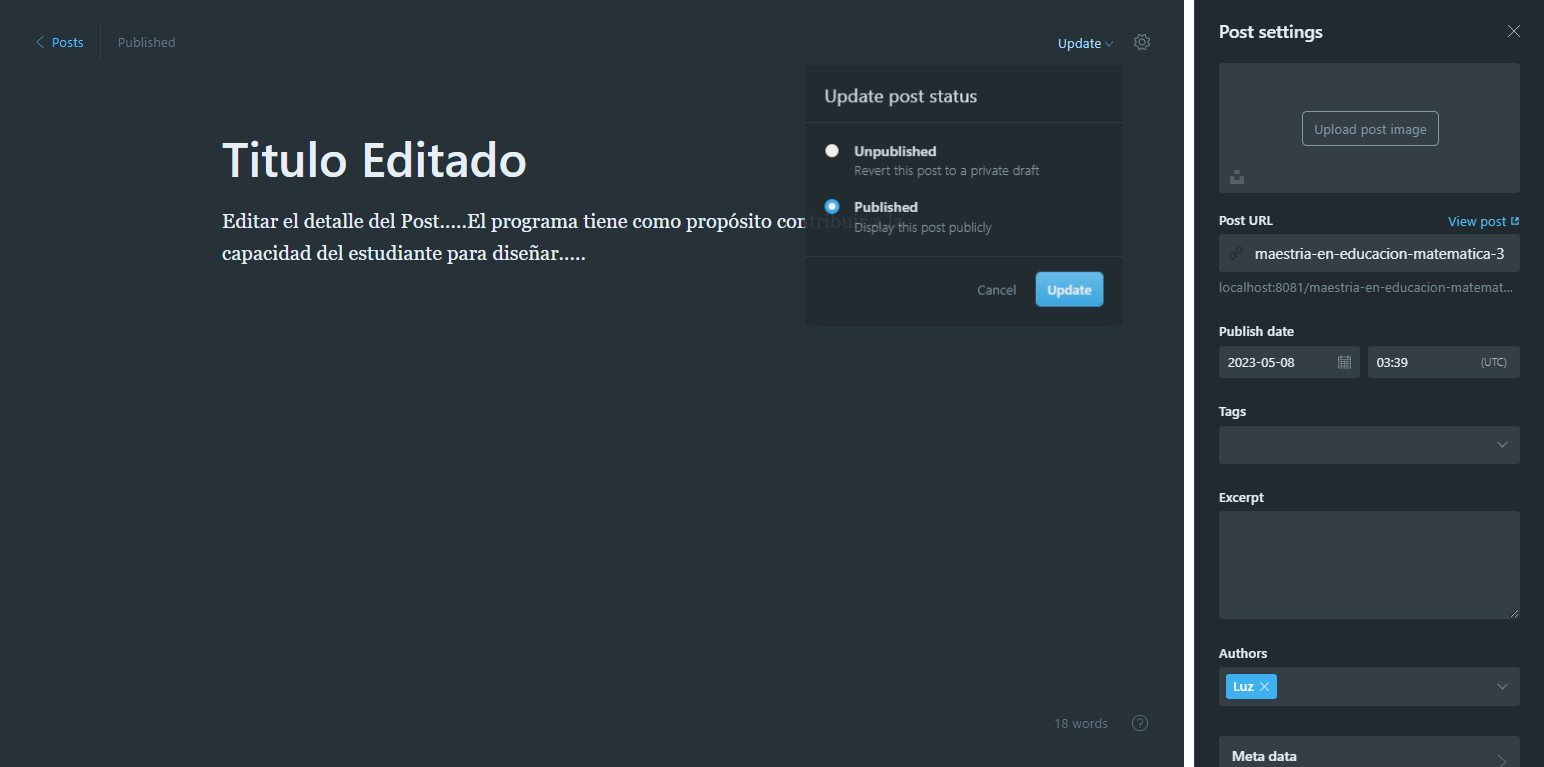 Posts
Published
Update
Update post status
Unpublished
Revert this post to a private draft
Published
Display this post publicly
Cancel
Update
Titulo Editado
Editar el detalle del Post.....El programa tiene como propósito contribuir a la
capacidad del estudiante para diseñar.....
18 words
Post settings
Upload post image
Post URL
View post
maestria-en-educacion-matematica-3
localhost:8081/maestria-en-educacion-matemat...
Publish date
2023-05-08
03:39
(UTC)
Tags
Excerpt
Authors
Luz
Meta data